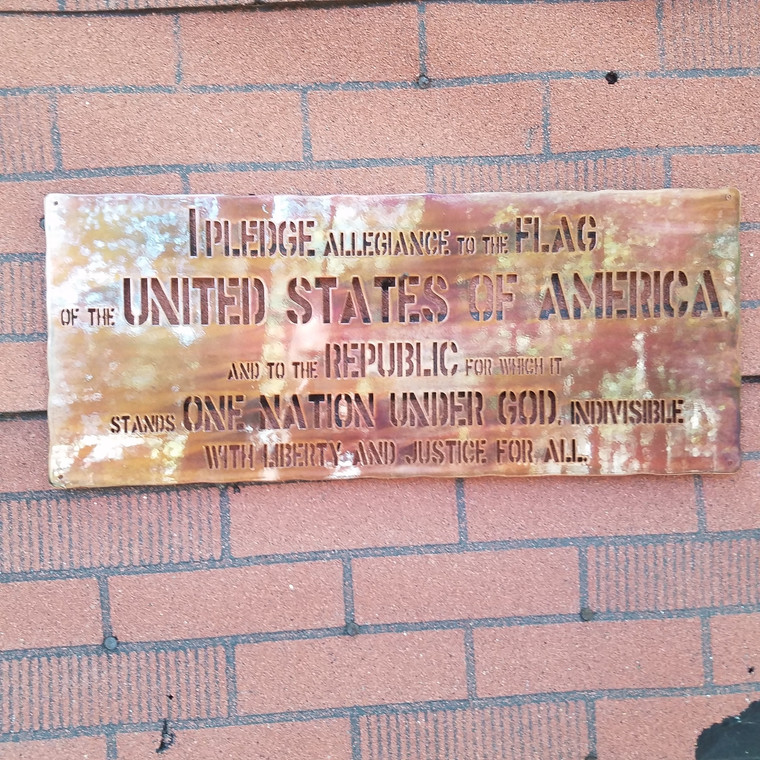 I PLEDGE ALLEGIANCE TO THE FLAG
OF THE UNITED STATES OF AMERICA,
AND TO THE REPUBLIC FOR WHICH IT
STANDS ONE NATION UNDER GOD, INDIVISIBLE
WITH LIBERTY AND JUSTICE FOR ALL.